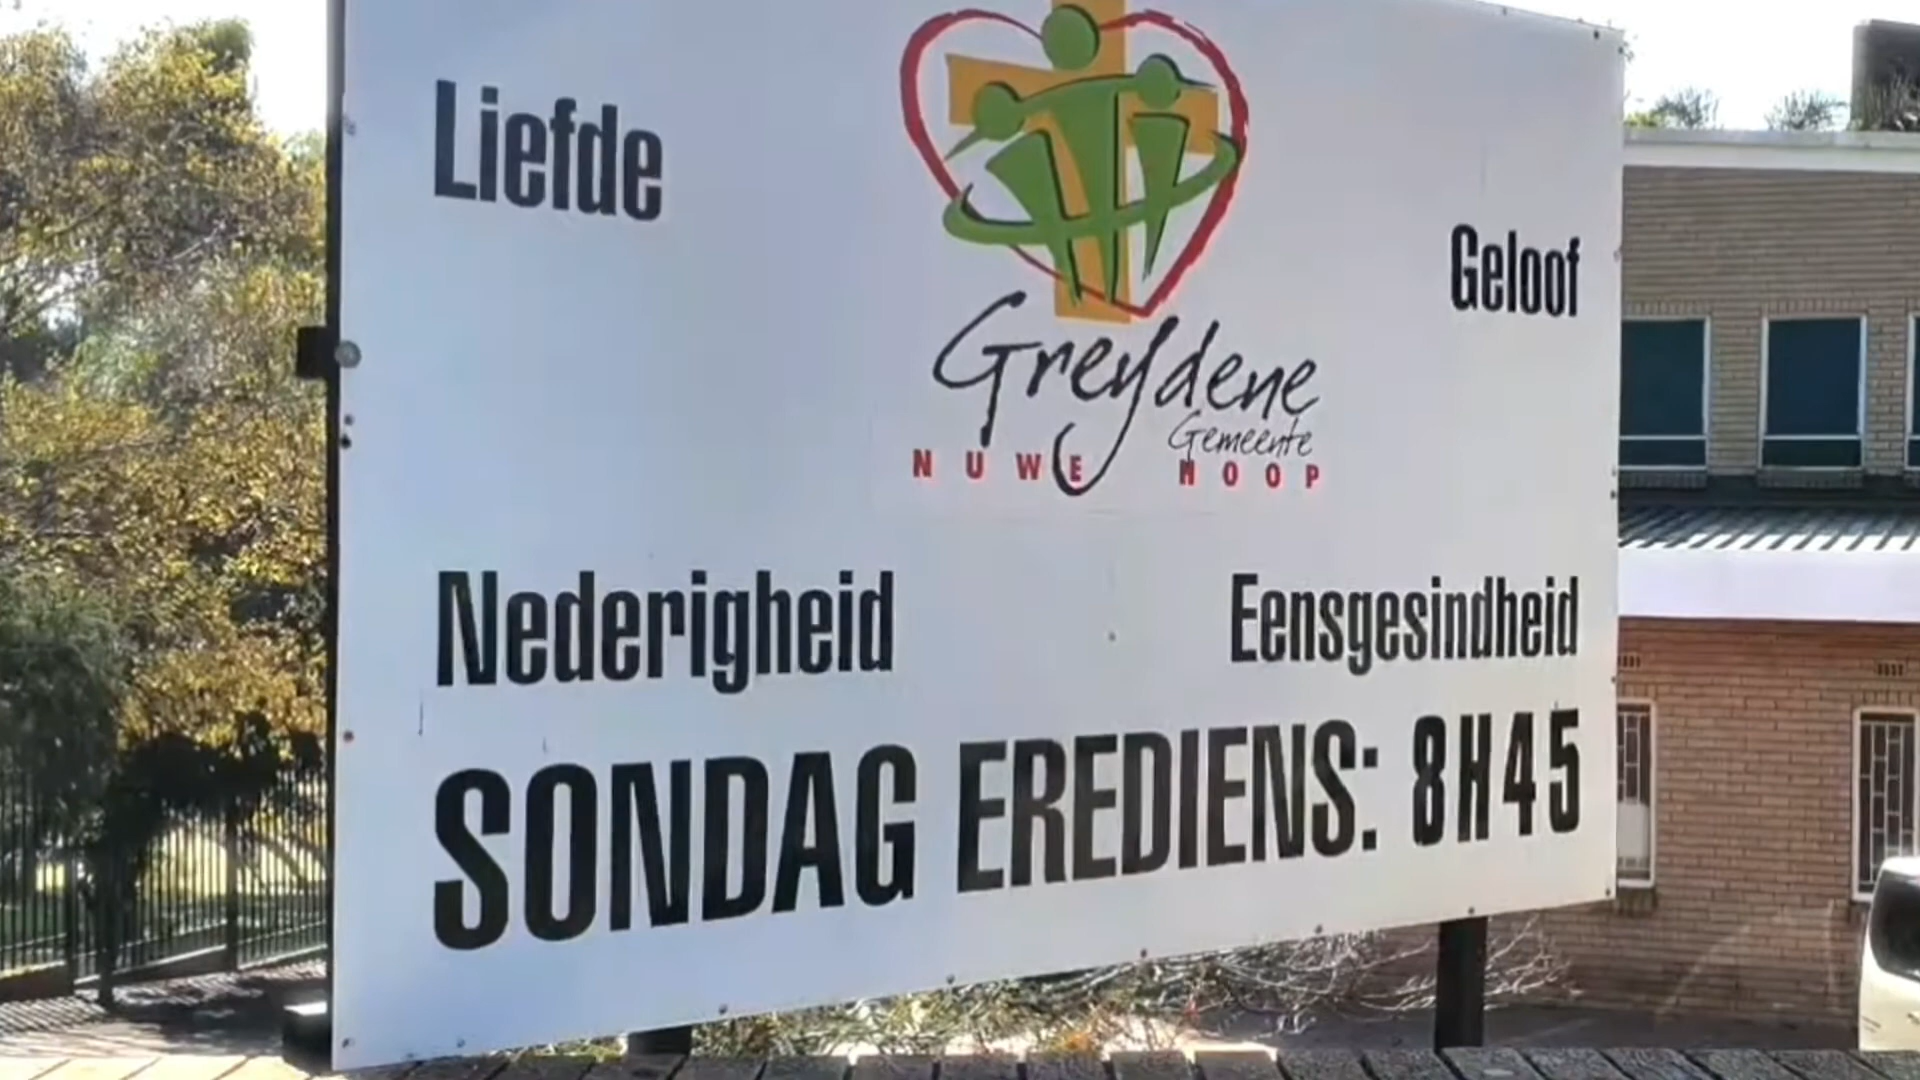 Liefde
Geloof
Greydene
Gemeente
NUWE HOOP
Nederigheid
Eensgesindheid
SONDAG EREDIENS: 8H45